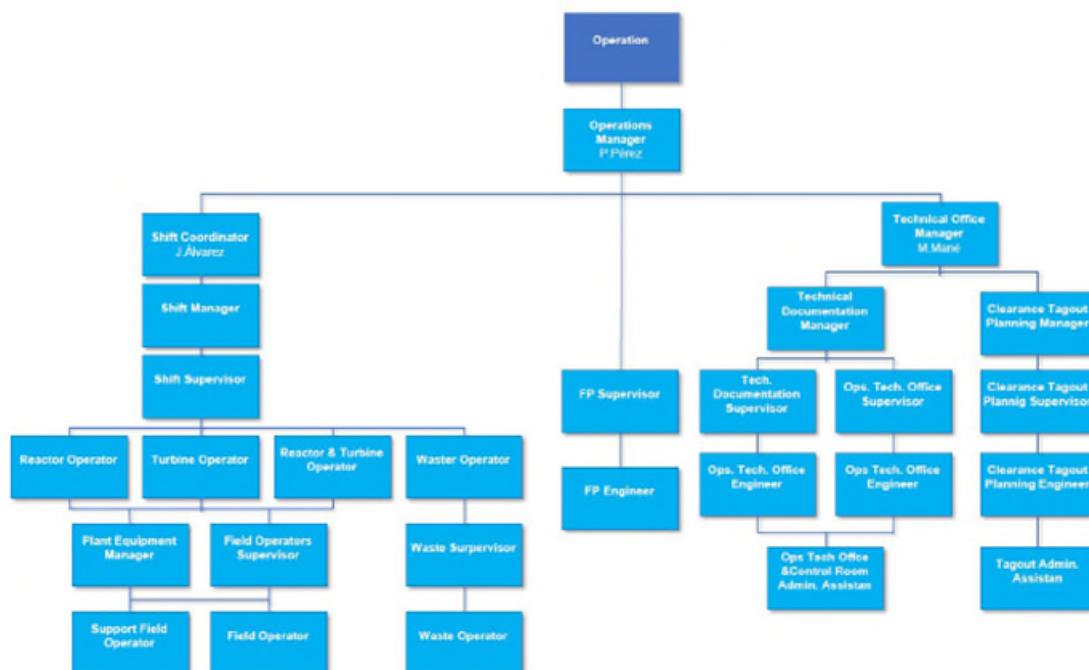 Operation
Operations
Manager
P.Pérez
Shift Coordinator
J.Álvarez
Technical Office
Manager
M.Mané
Shift Manager
Technical
Documentation
Manager
Clearance Tagout
Planning Manager
Shift Supervisor
FP Supervisor
Tech.
Documentation
Supervisor
Ops. Tech. Office
Supervisor
Clearance Tagout
Plannig Supervisor
Reactor Operator
Turbine Operator
Reactor & Turbine
Operator
Waster Operator
FP Engineer
Ops. Tech. Office
Engineer
Ops Tech. Office
Engineer
Clearance Tagout
Planning Engineer
Plant Equipment
Manager
Field Operators
Supervisor
Waste Surpervisor
Ops Tech Offce
&Control Room
Admin. Assistan
Tagout Admin.
Assistan
Support Field
Operator
Field Operator
Waste Operator